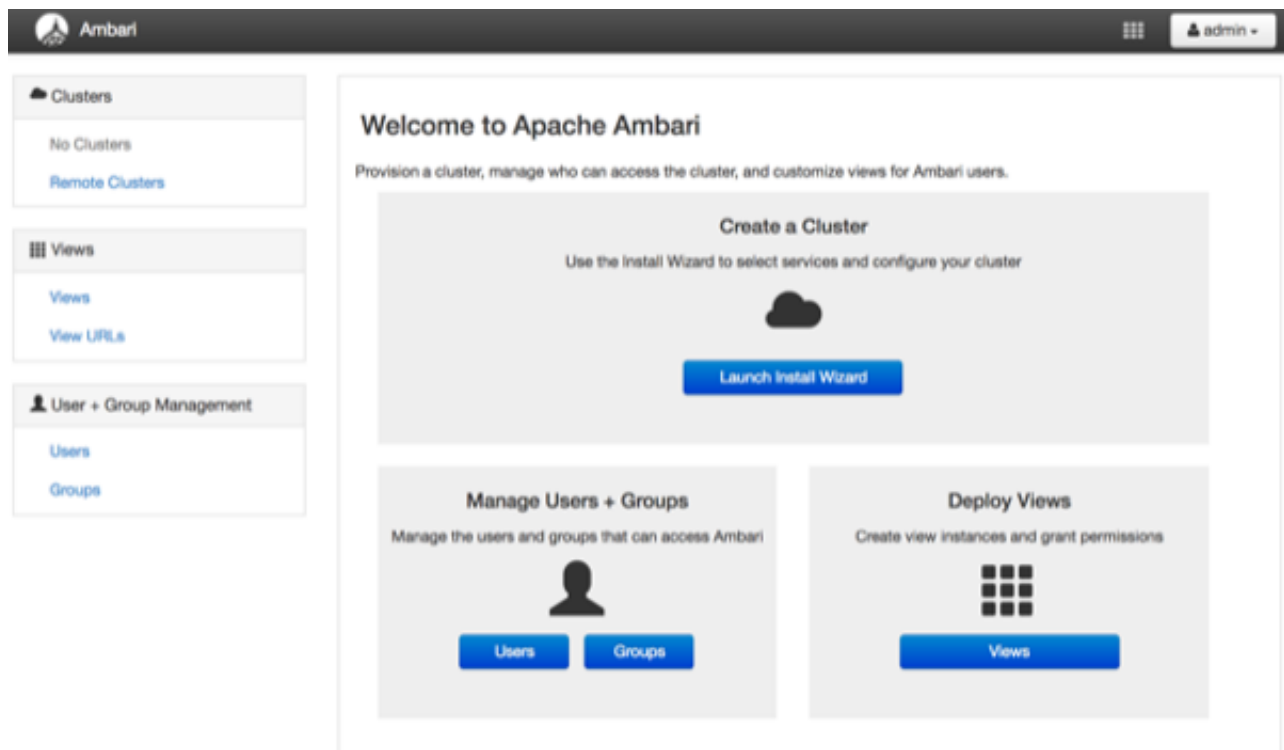 Ambari
admin
Clusters
No Clusters
Remote Clusters
Views
Views
View URLs
User + Group Management
Users
Groups
Welcome to Apache Ambari
Provision a cluster, manage who can access the cluster, and customize views for Ambari users.
Create a Cluster
Use the Install Wizard to select services and configure your cluster
Launch Install Wizard
Manage Users + Groups
Manage the users and groups that can access Ambari
Users
Groups
Deploy Views
Create view instances and grant permissions
Views